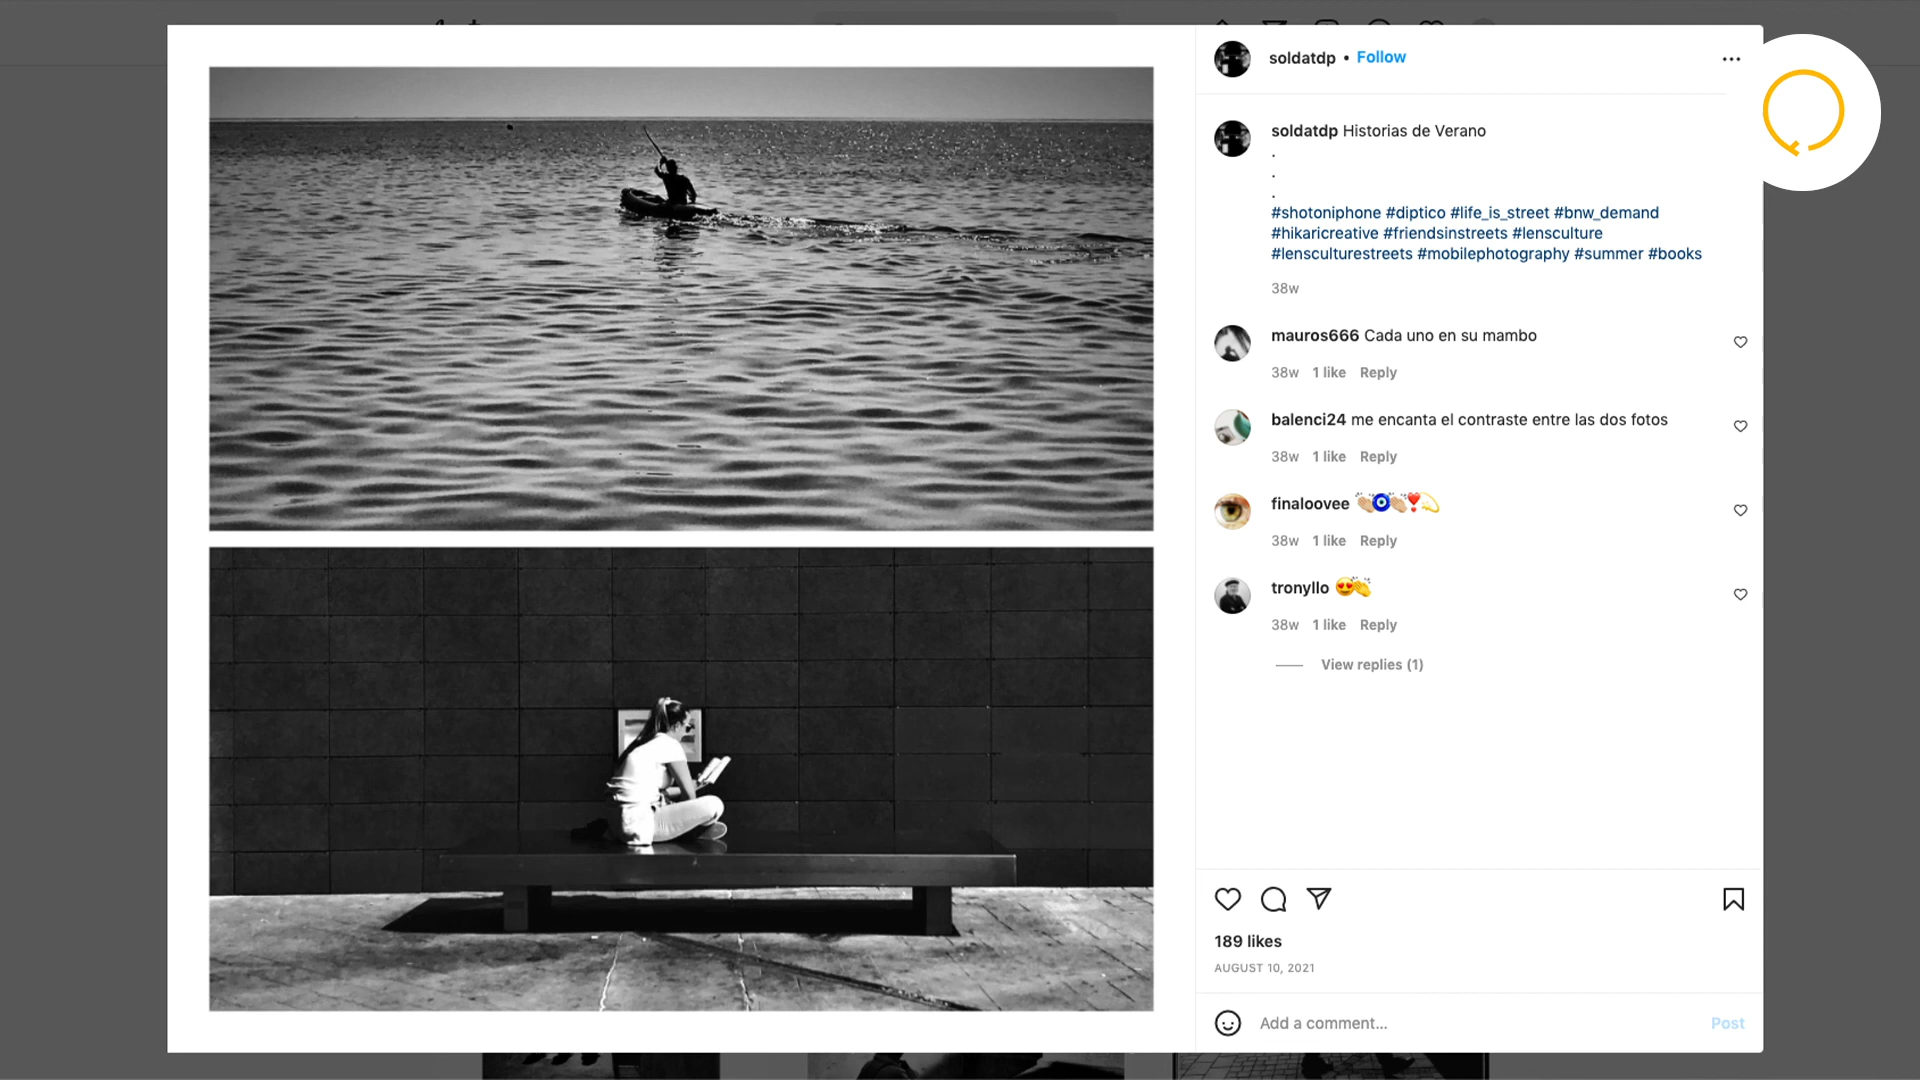 soldatdp • Follow
soldatdp Historias de Verano
.
.
.
#shotoniphone #diptico #life_is_street #bnw_demand
#hikaricreative #friendsinstreets #lensculture
#lensculturestreets #mobilephotography #summer #books
38w
mauros666 Cada uno en su mambo
38w 1 like Reply
balenci24 me encanta el contraste entre las dos fotos
38w 1 like Reply
finaloovee 👏🏼🧿👏🏼❣️💫
38w 1 like Reply
tronyllo 😍👏
38w 1 like Reply
View replies (1)
189 likes
AUGUST 10, 2021
Add a comment... Post